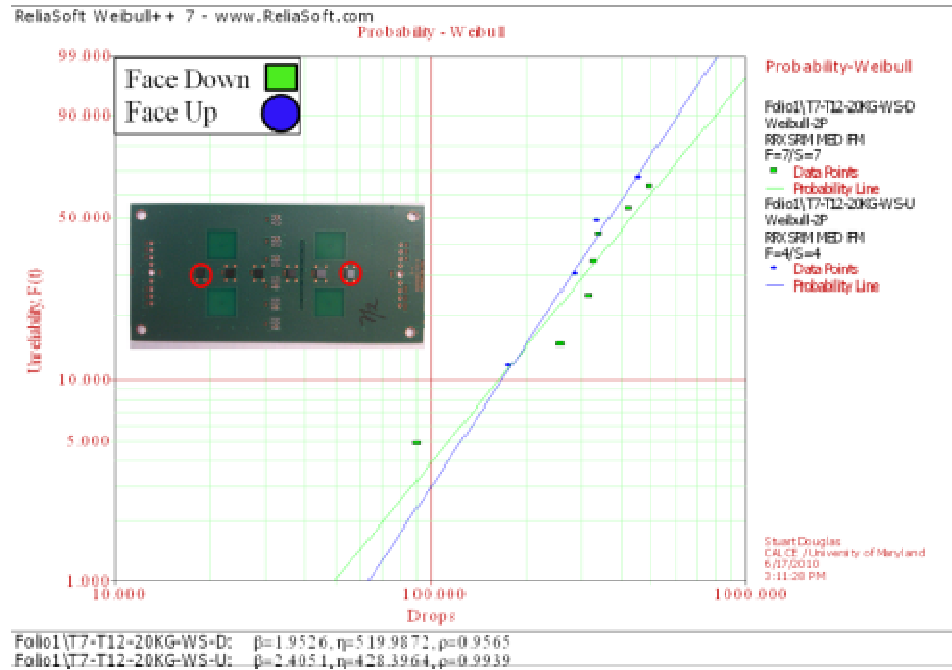 ReliaSoft Weibull++ 7 - www.ReliaSoft.com
Probability - Weibull
99.000
90.000
50.000
10.000
5.000
1.000
Unreliability, F(t)
Face Down
Face Up
10.000
100.000
1000.000
Drops
Probability-Weibull
Folio1\T7-T12-20KG-WS-D
Weibull-2P
RRX SRM MED FM
F=7/S=7
Data Points
Probability Line
Folio1\T7-T12-20KG-WS-U
Weibull-2P
RRX SRM MED FM
F=4/S=4
Data Points
Probability Line
Stuart Douglas
CALCE /University of Maryland
6/17/2010
3:11:28 PM
Folio1\T7-T12-20KG-WS-D: β=1.9526, η=519.9872, ρ=0.9565
Folio1\T7-T12-20KG-WS-U: β=2.4051, η=428.3964, ρ=0.9939